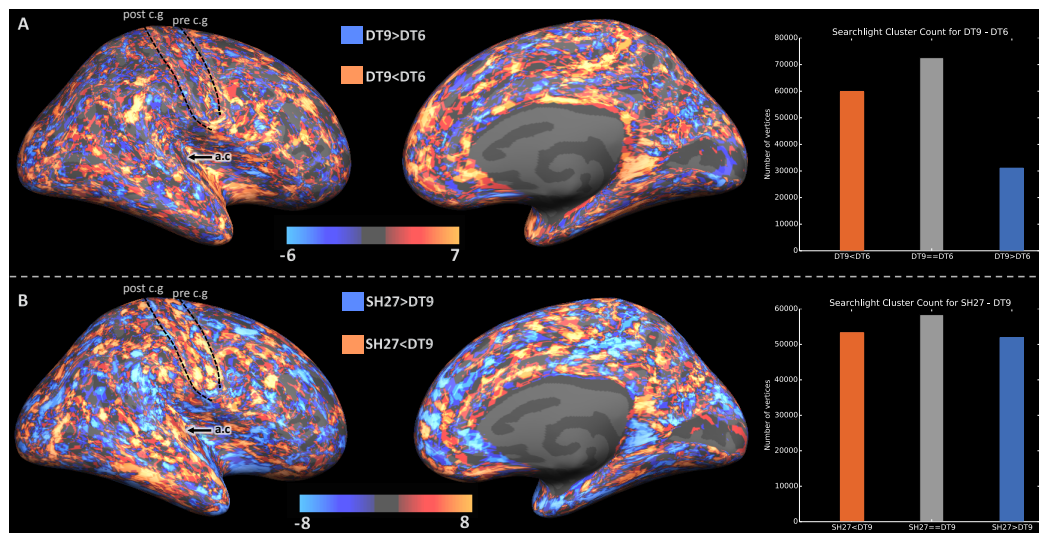 A
post c.g
pre c.g
DT9>DT6
DT9<DT6
a.c
-6
7
Searchlight Cluster Count for DT9 - DT6
Number of vertices
80000
70000
60000
50000
40000
30000
20000
10000
0
DT9<DT6
DT9==DT6
DT9>DT6
B
post c.g
pre c.g
SH27>DT9
SH27<DT9
a.c
-8
8
Searchlight Cluster Count for SH27 - DT9
Number of vertices
60000
50000
40000
30000
20000
10000
0
SH27<DT9
SH27==DT9
SH27>DT9